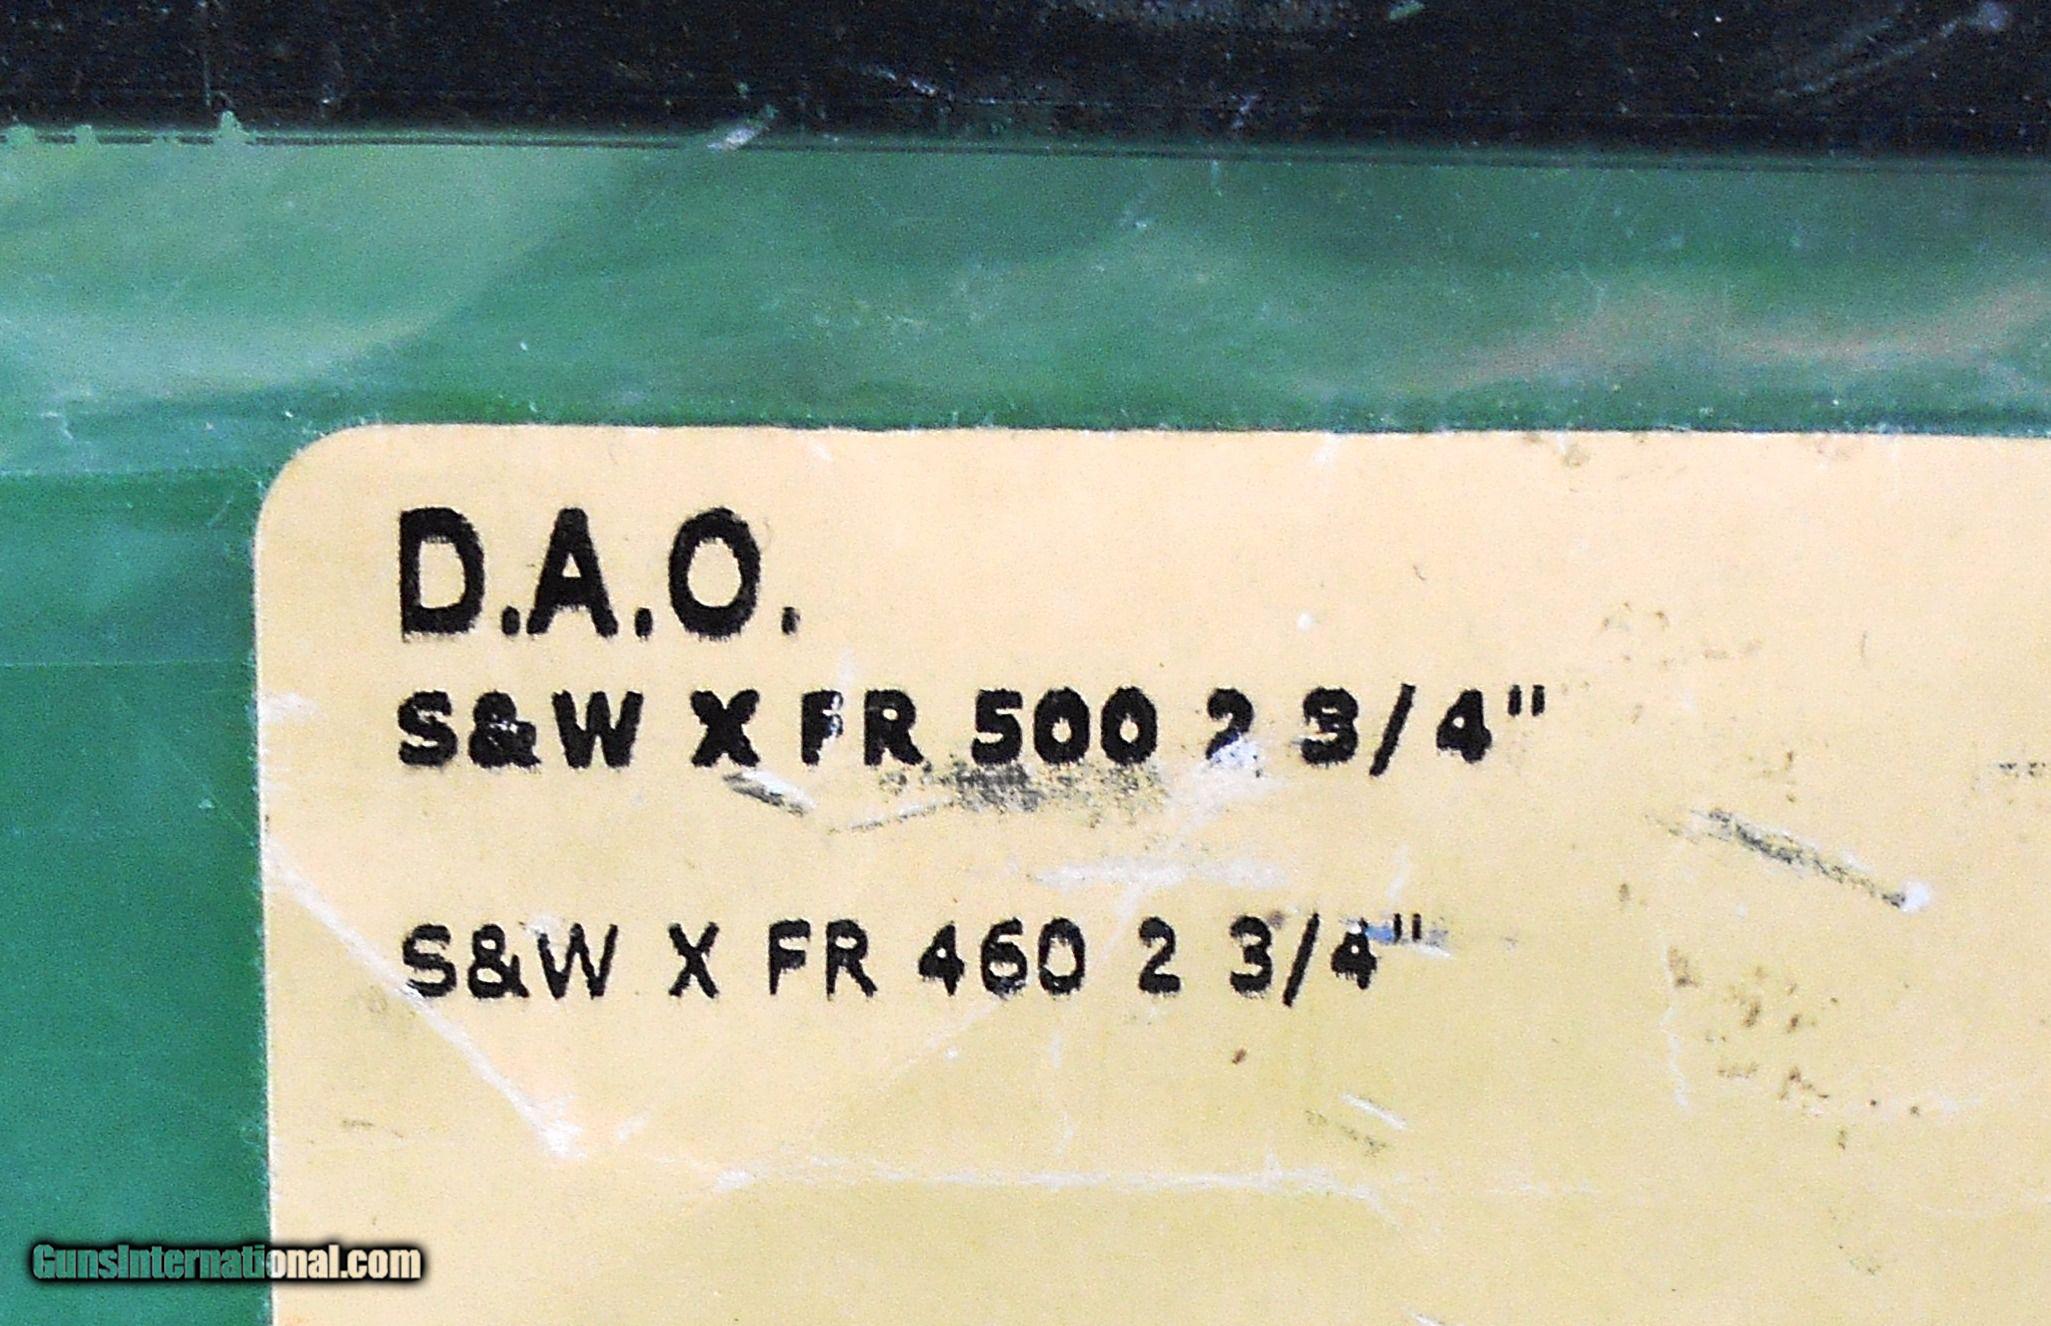 D.A.O.
S&W X FR 500 2 3/4"
S&W X FR 460 2 3/4"
GunsInternational.com